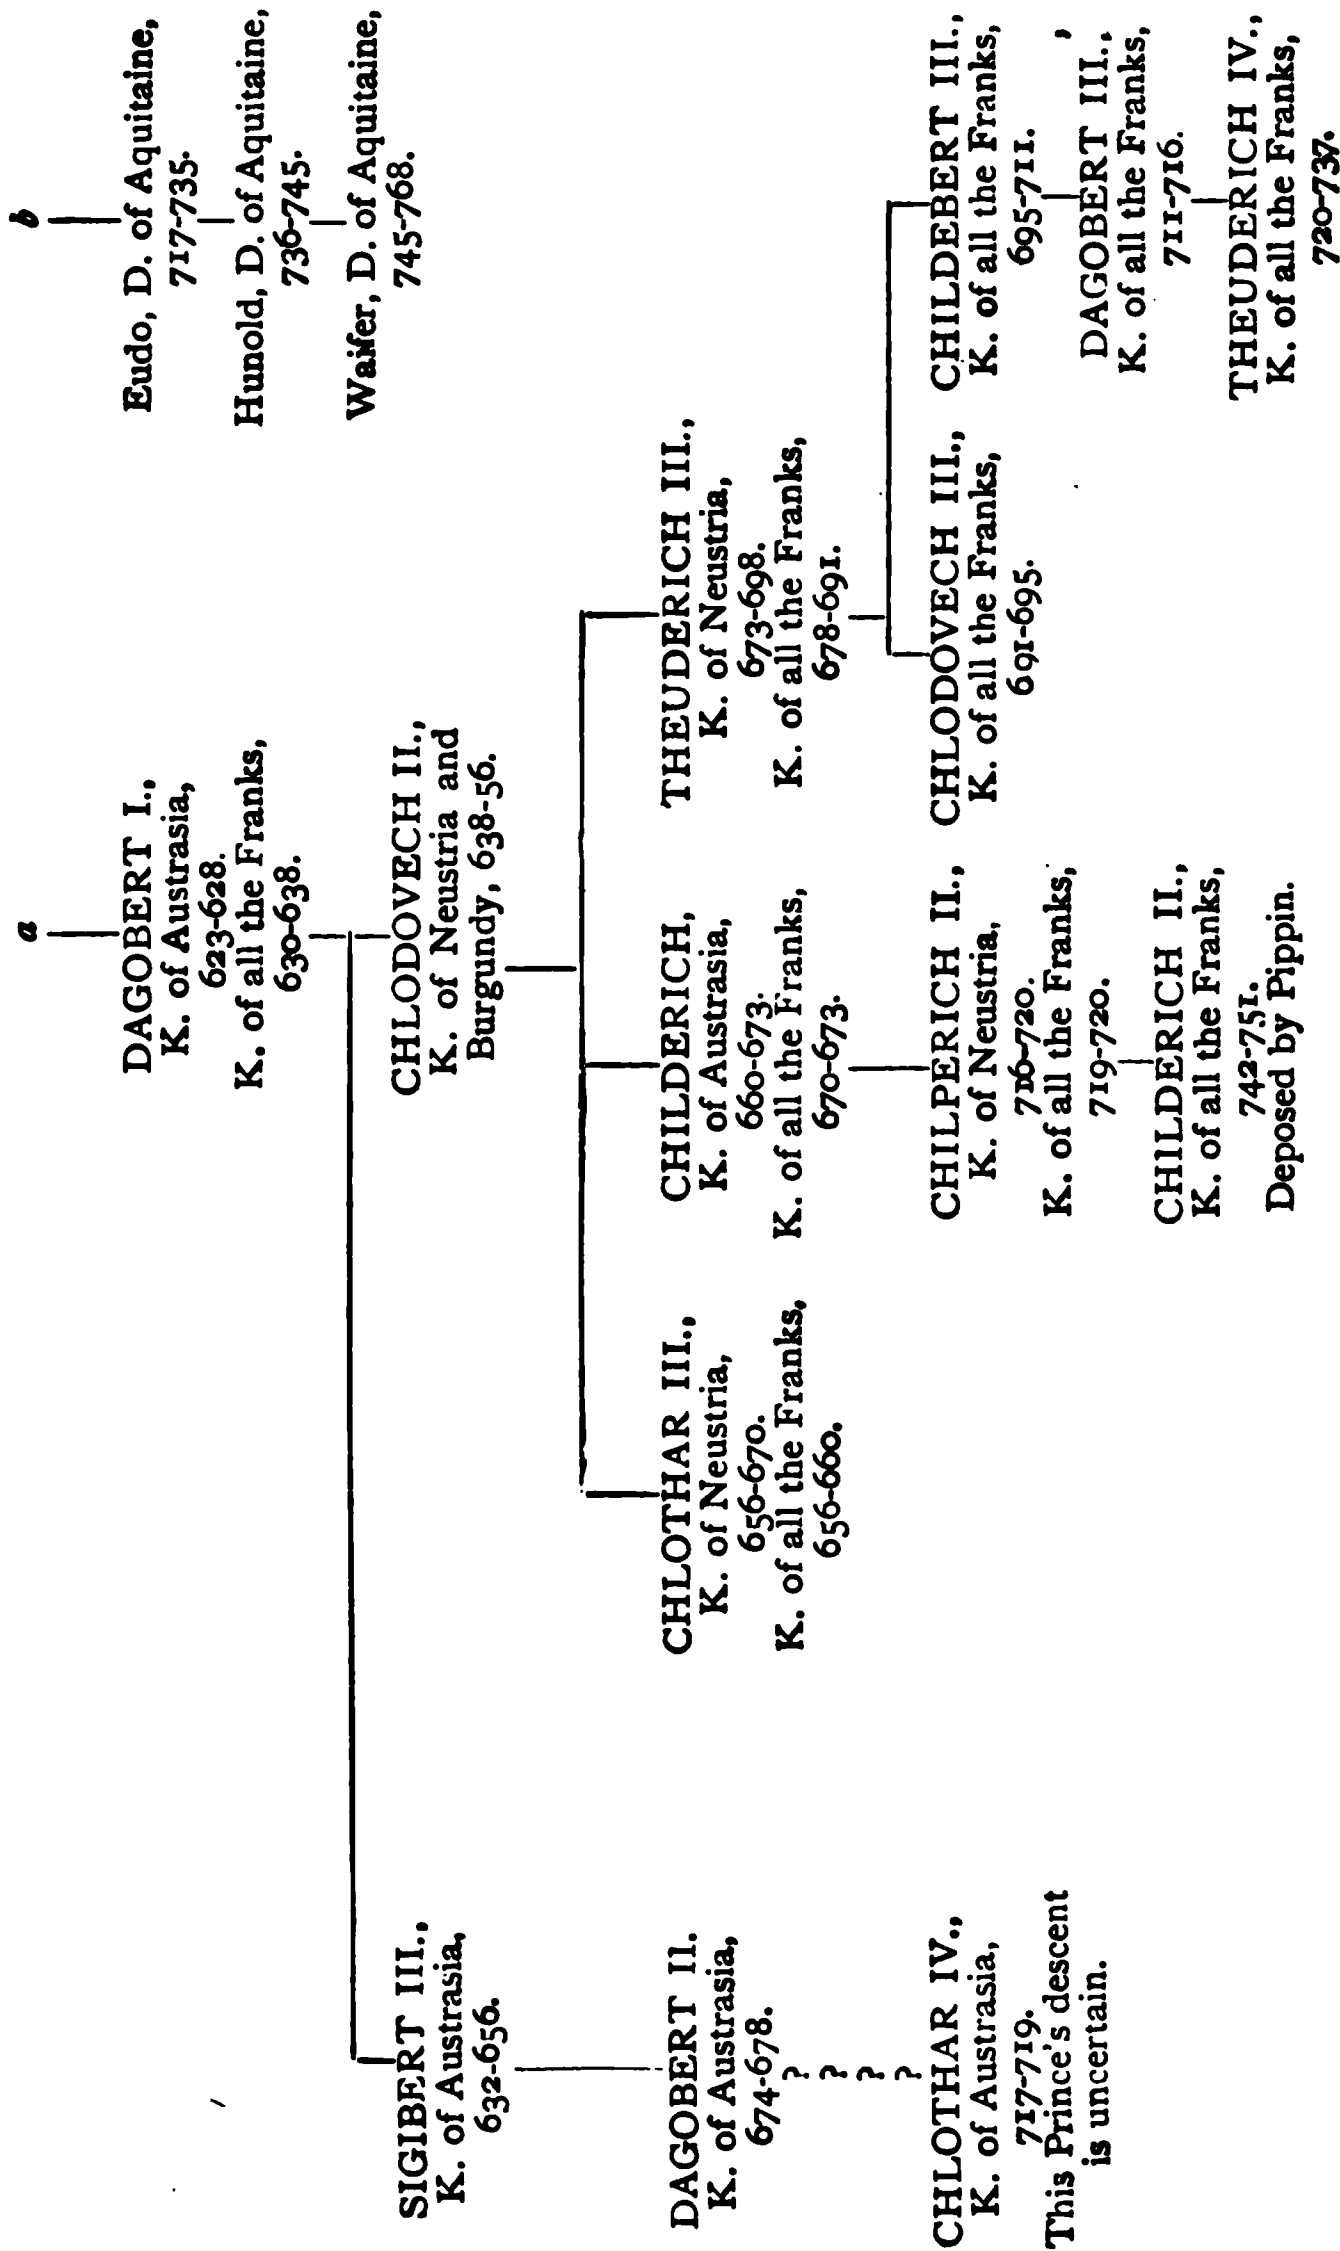 a
DAGOBERT I.,
K. of Austrasia,
623-628.
K. of all the Franks,
630-638.
b
Eudo, D. of Aquitaine,
717-735.
Hunold, D. of Aquitaine,
736-745.
Waifer, D. of Aquitaine,
745-768.
SIGIBERT III.,
K. of Austrasia,
632-656.
CHLODOVECH II.,
K. of Neustria and
Burgundy, 638-56.
DAGOBERT II.
K. of Austrasia,
674-678.
?
?
?
?
CHLOTHAR III.,
K. of Neustria,
656-670.
K. of all the Franks,
656-660.
CHILDERICH,
K. of Austrasia,
660-673.
K. of all the Franks,
670-673.
THEUDERICH III.,
K. of Neustria,
673-698.
K. of all the Franks,
678-691.
CHLOTHAR IV.,
K. of Austrasia,
717-719.
This Prince's descent
is uncertain.
CHILPERICH II.,
K. of Neustria,
716-720.
K. of all the Franks,
719-720.
CHILDERICH II.,
K. of all the Franks,
742-751.
Deposed by Pippin.
CHLODOVECH III.,
K. of all the Franks,
691-695.
CHILDEBERT III.,
K. of all the Franks,
695-711.
DAGOBERT III.,
K. of all the Franks,
711-716.
THEUDERICH IV.,
K. of all the Franks,
720-737.